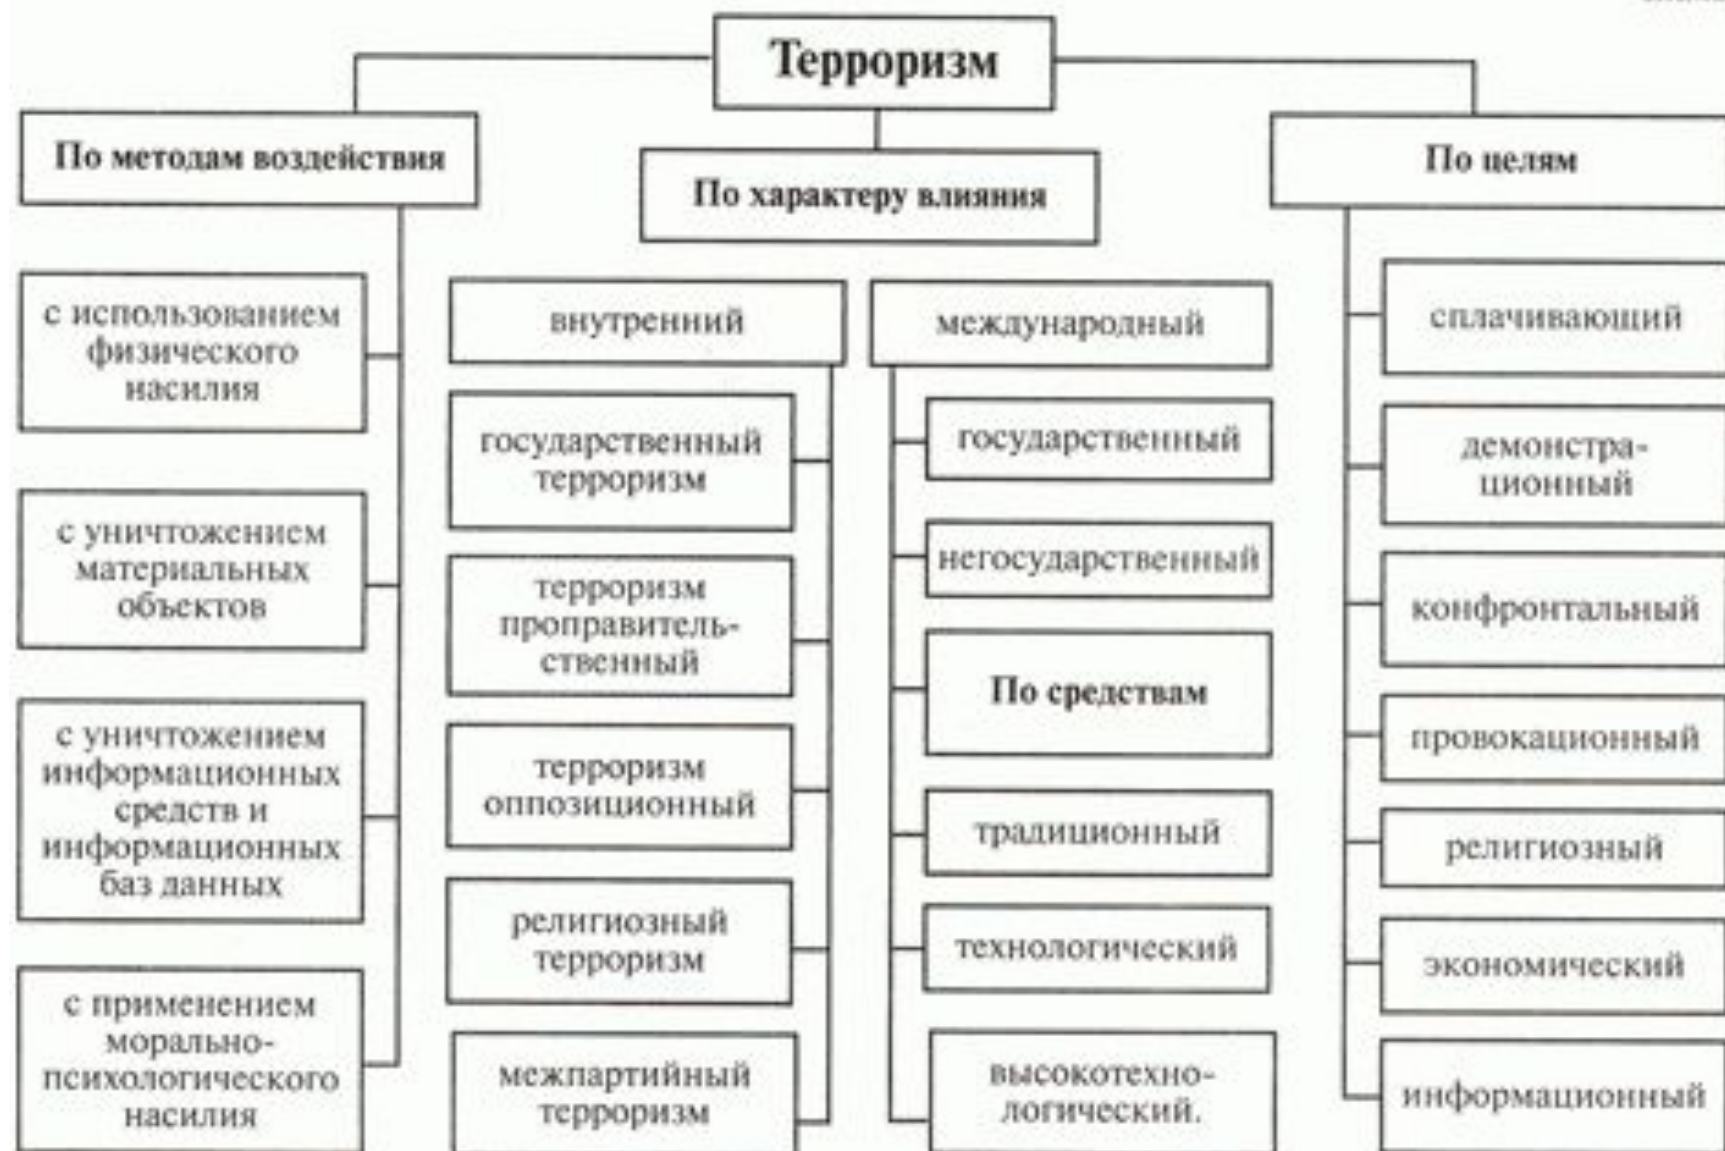 Терроризм
По методам воздействия
с использованием
физического
насилия
с уничтожением
материальных
объектов
с уничтожением
информационных
средств и
информационных
баз данных
с применением
морально-
психологического
насилия
По характеру влияния
внутренний
государственный
терроризм
терроризм
проправитель-
ственный
терроризм
оппозиционный
религиозный
терроризм
межпартийный
терроризм
международный
государственный
негосударственный
По средствам
традиционный
технологический
высокотехно-
логический.
По целям
сплачивающий
демонстра-
ционный
конфронтальный
провокационный
религиозный
экономический
информационный